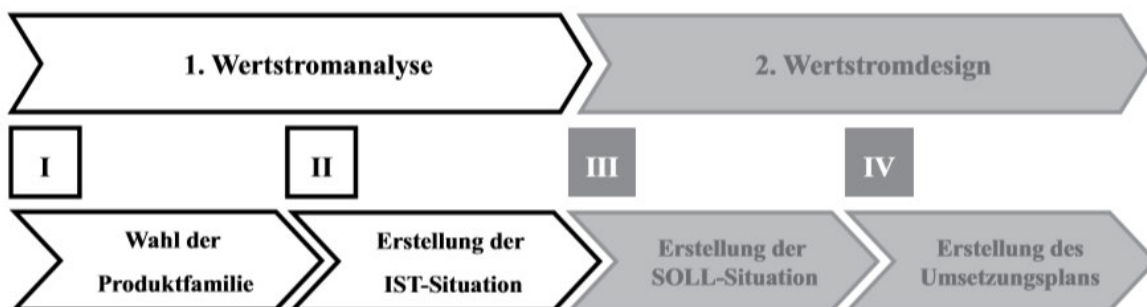 1. Wertstromanalyse
2. Wertstromdesign
I
II
III
IV
Wahl der
Produktfamilie
Erstellung der
IST-Situation
Erstellung der
SOLL-Situation
Erstellung des
Umsetzungsplans